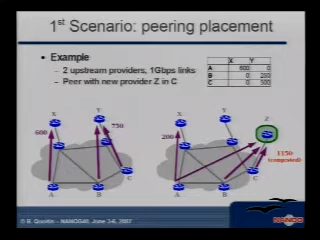 1st Scenario: peering placement
• Example
– 2 upstream providers, 1Gbps links
– Peer with new provider Z in C
X Y
A 600 0
B 0 250
C 0 500
X Y
600 750
A B C
X Y Z
200
1150
(congested)
A B C
© B. Quoitin – NANOG40, June 3-6, 2007
NANOG